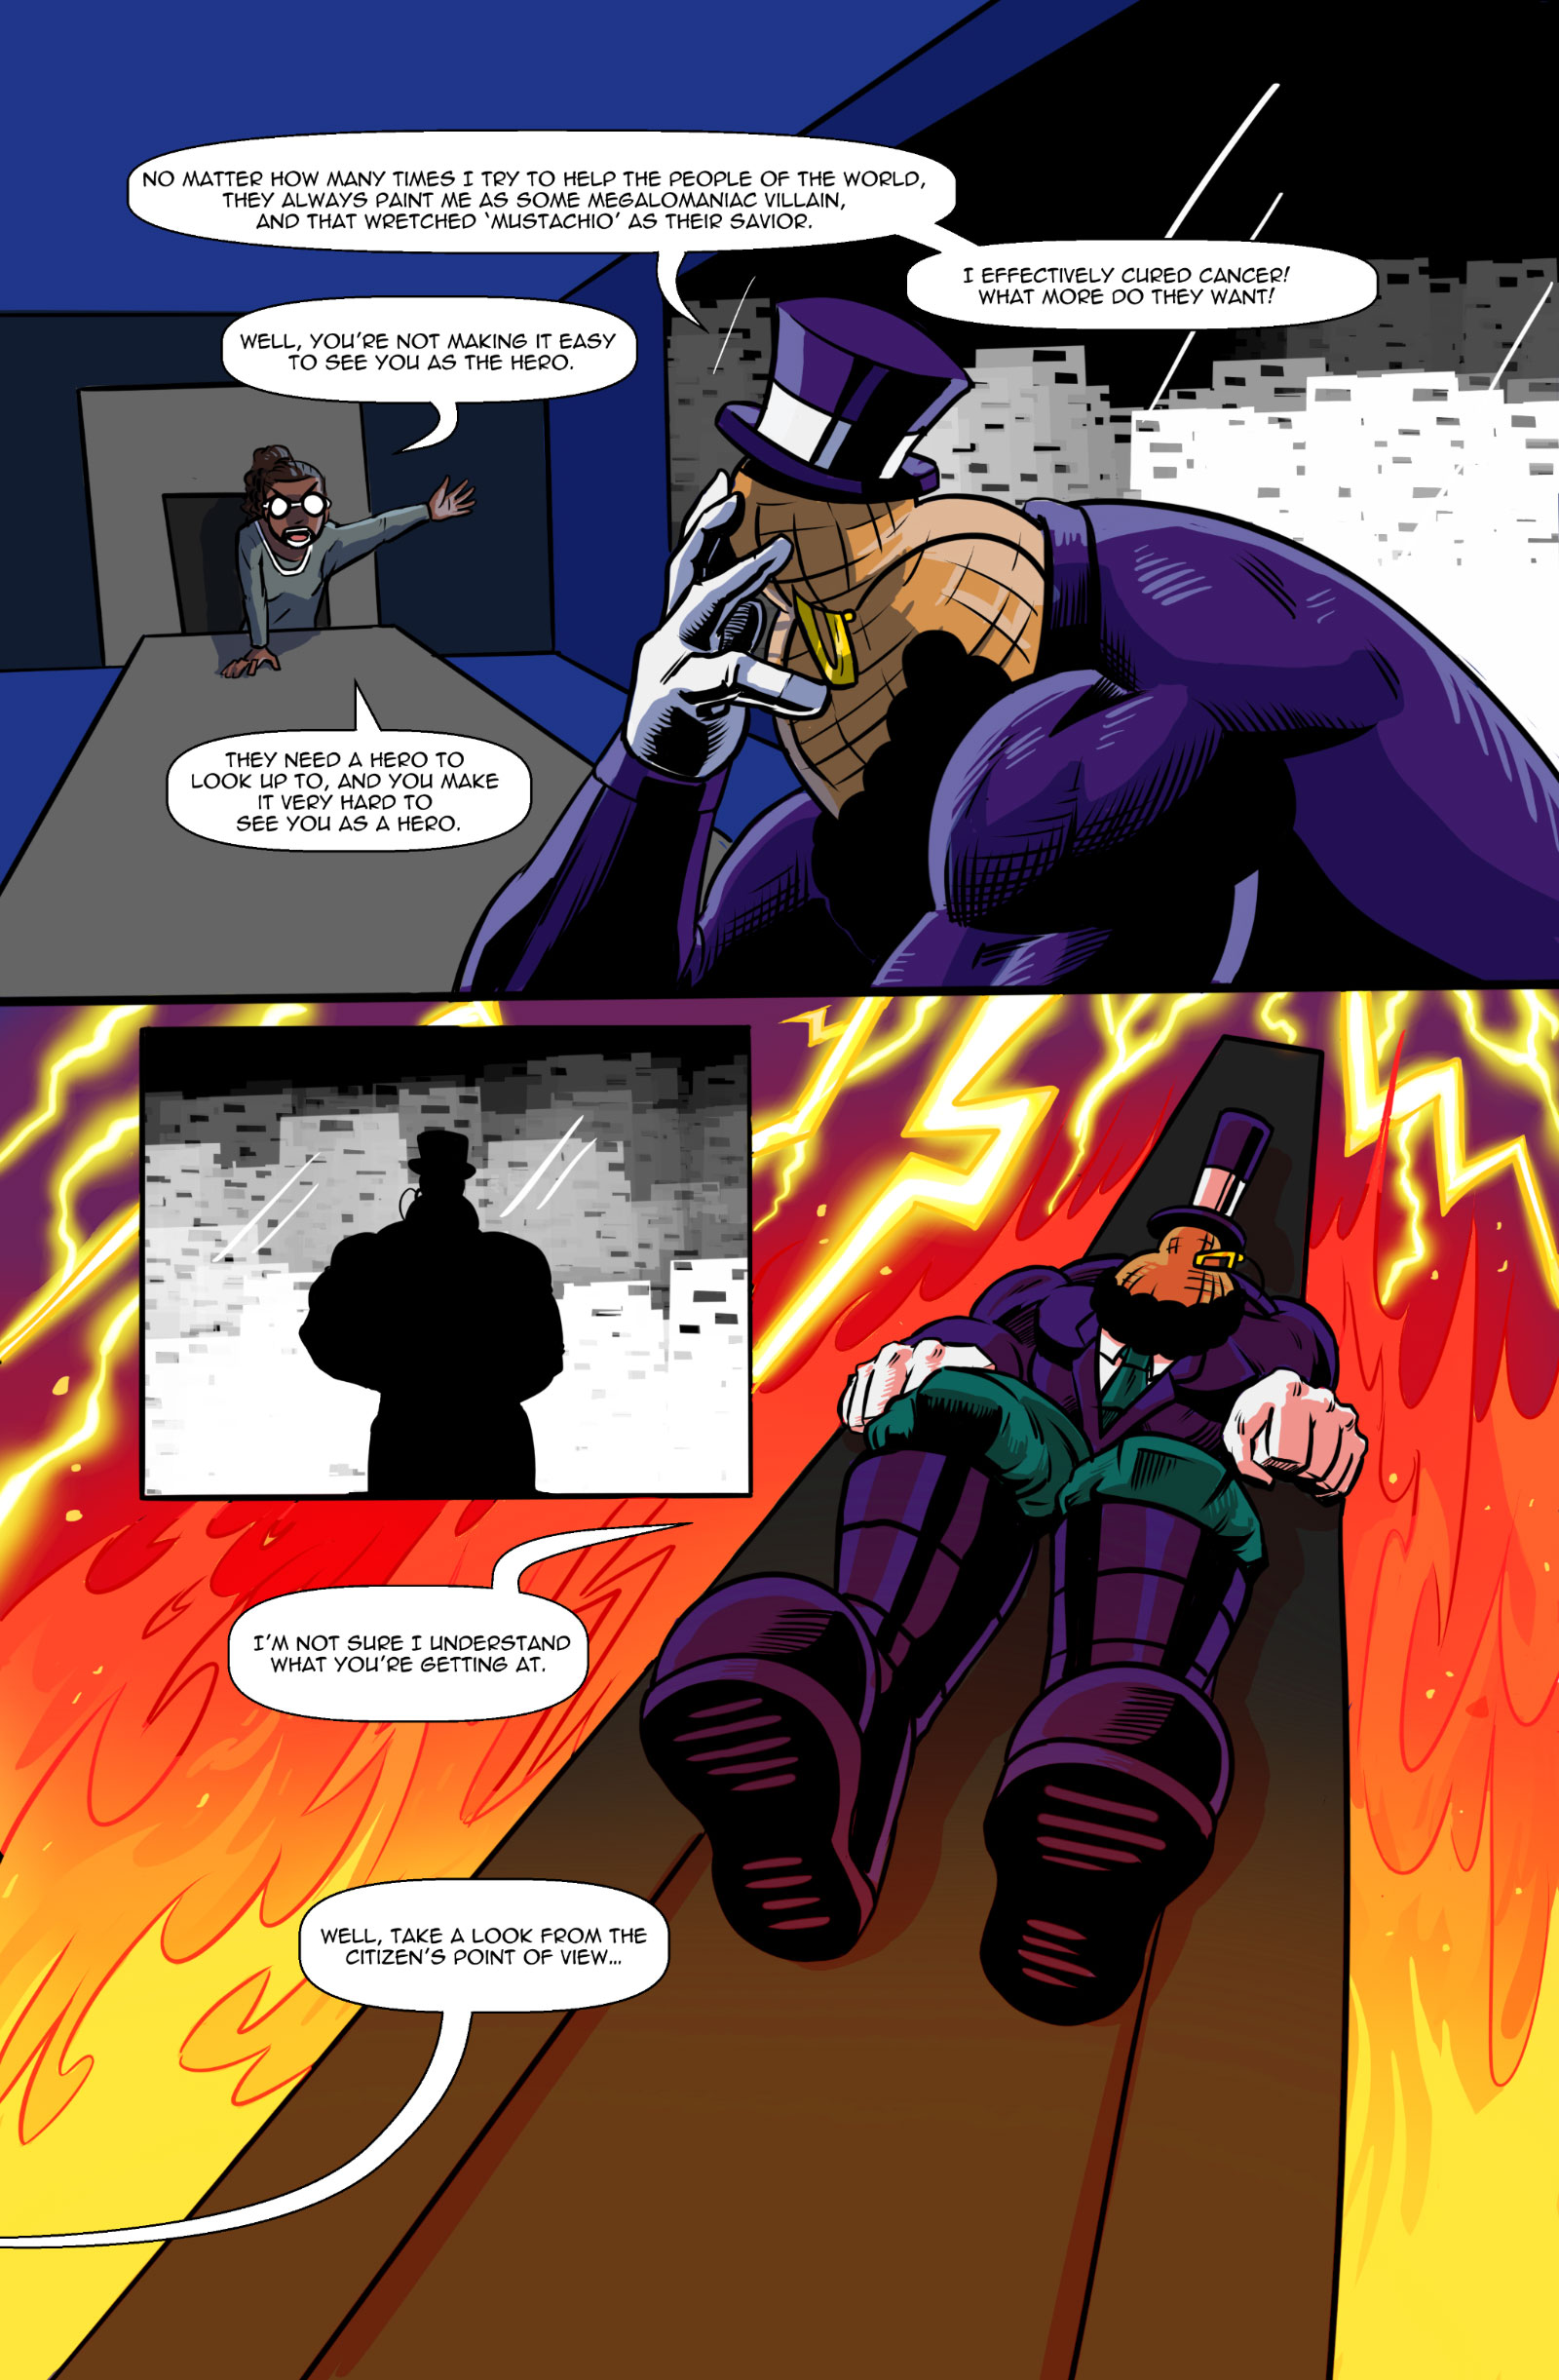 NO MATTER HOW MANY TIMES I TRY TO HELP THE PEOPLE OF THE WORLD,
THEY ALWAYS PAINT ME AS SOME MEGALOMANIAC VILLAIN,
AND THAT WRETCHED 'MUSTACHIO' AS THEIR SAVIOR.
I EFFECTIVELY CURED CANCER!
WHAT MORE DO THEY WANT!
WELL, YOU'RE NOT MAKING IT EASY
TO SEE YOU AS THE HERO.
THEY NEED A HERO TO
LOOK UP TO, AND YOU MAKE
IT VERY HARD TO
SEE YOU AS A HERO.
I'M NOT SURE I UNDERSTAND
WHAT YOU'RE GETTING AT.
WELL, TAKE A LOOK FROM THE
CITIZEN'S POINT OF VIEW...